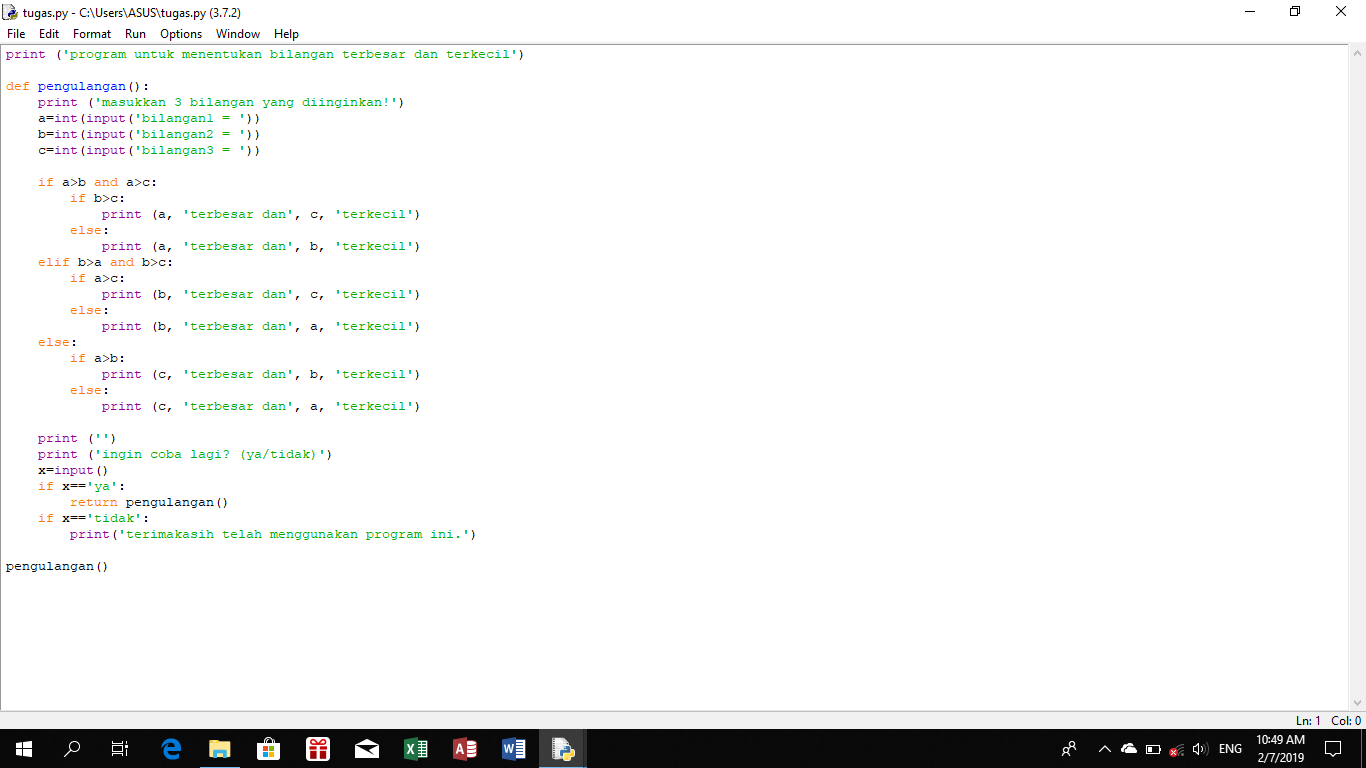 tugas.py - C:\Users\ASUS\tugas.py (3.7.2)
File Edit Format Run Options Window Help
print ('program untuk menentukan bilangan terbesar dan terkecil')
def pengulangan():
    print ('masukkan 3 bilangan yang diinginkan!')
    a=int(input('bilangan1 = '))
    b=int(input('bilangan2 = '))
    c=int(input('bilangan3 = '))
    if a>b and a>c:
        if b>c:
            print (a, 'terbesar dan', c, 'terkecil')
        else:
            print (a, 'terbesar dan', b, 'terkecil')
    elif b>a and b>c:
        if a>c:
            print (b, 'terbesar dan', c, 'terkecil')
        else:
            print (b, 'terbesar dan', a, 'terkecil')
    else:
        if a>b:
            print (c, 'terbesar dan', b, 'terkecil')
        else:
            print (c, 'terbesar dan', a, 'terkecil')
    print ('')
    print ('ingin coba lagi? (ya/tidak)')
    x=input()
    if x=='ya':
        return pengulangan()
    if x=='tidak':
        print('terimakasih telah menggunakan program ini.')
pengulangan()
Ln: 1 Col: 0
ENG
10:49 AM
2/7/2019